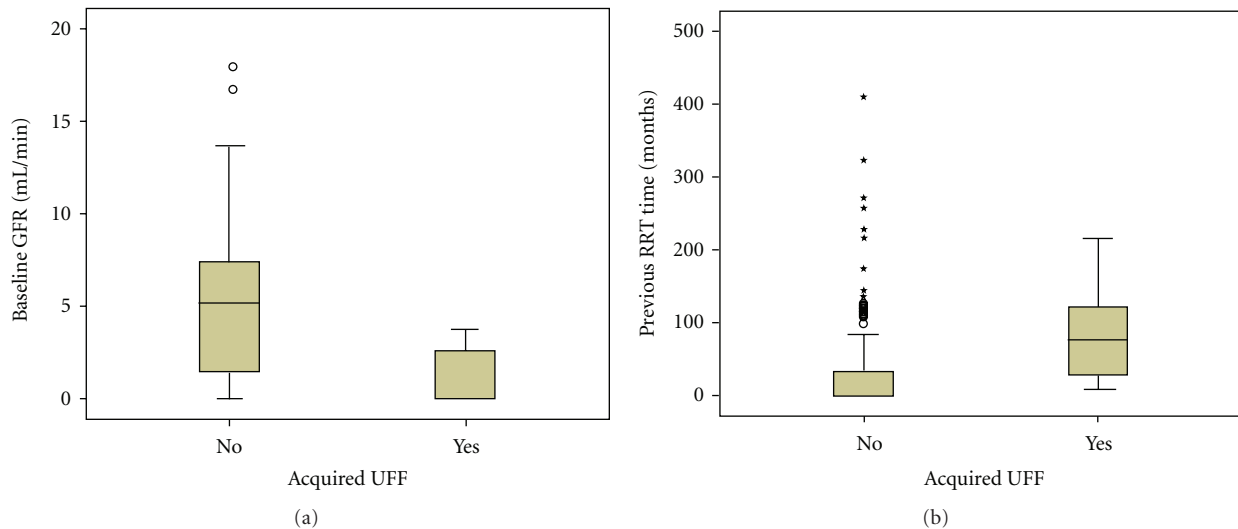 20
15
10
5
0
Baseline GFR (mL/min)
No
Yes
Acquired UFF
(a)
500
400
300
200
100
0
Previous RRT time (months)
No
Yes
Acquired UFF
(b)